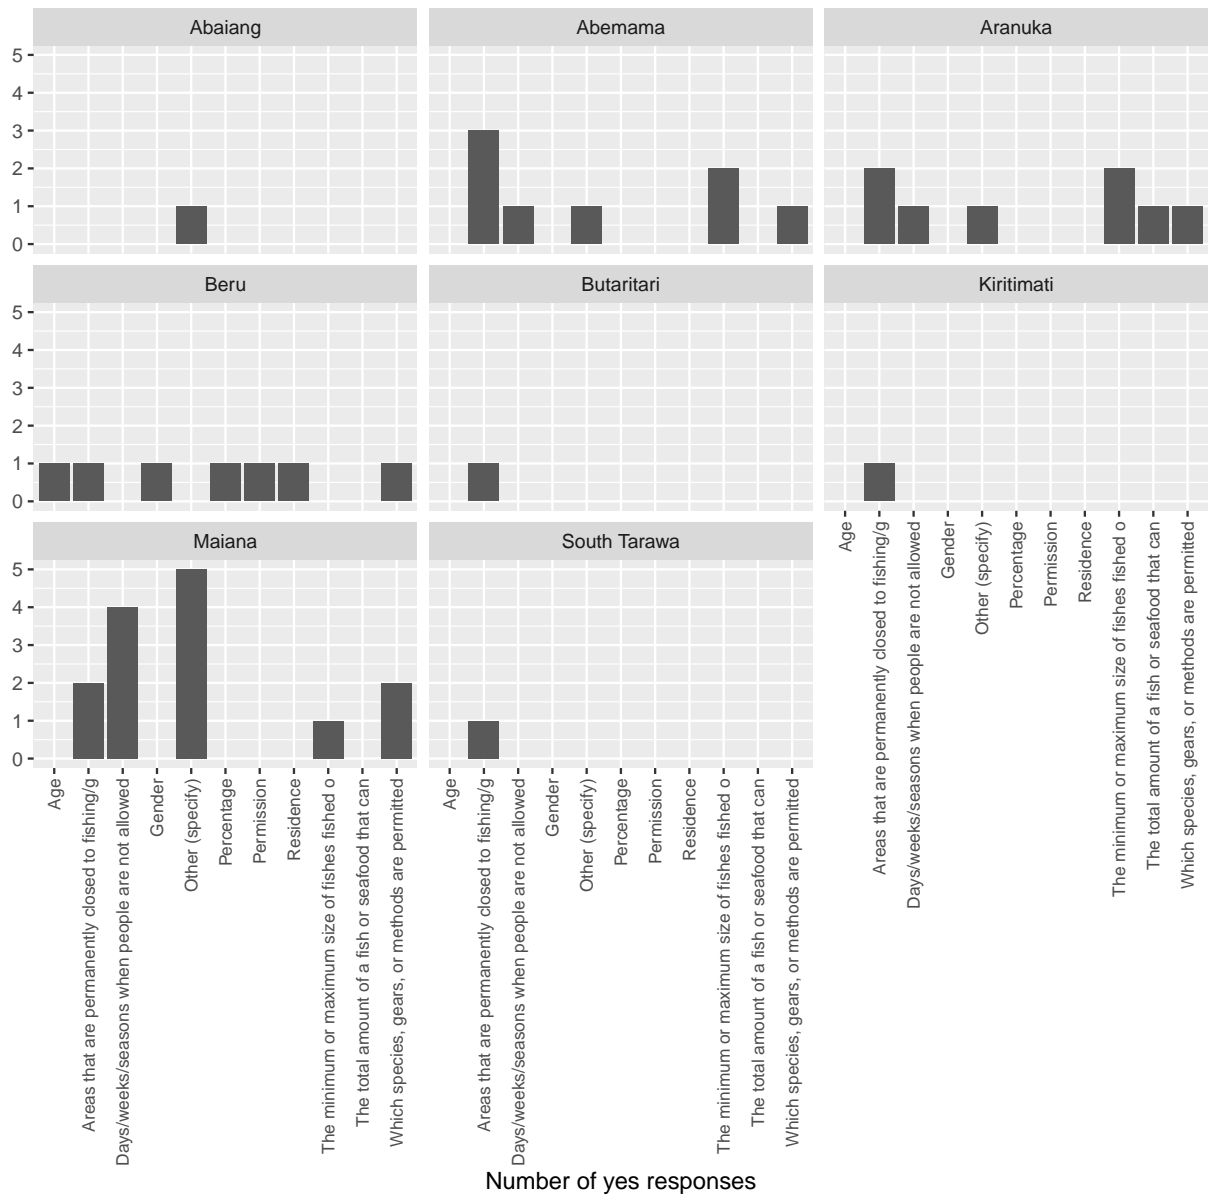 Abaiang
Abemama
Aranuka
5
4
3
2
1
0
Beru
Butaritari
Kiritimati
5
4
3
2
1
0
Age
Areas that are permanently closed to fishing/g
Days/weeks/seasons when people are not allowed
Gender
Other (specify)
Percentage
Permission
Residence
The minimum or maximum size of fishes fished o
The total amount of a fish or seafood that can
Which species, gears, or methods are permitted
Maiana
South Tarawa
5
4
3
2
1
0
Age
Areas that are permanently closed to fishing/g
Days/weeks/seasons when people are not allowed
Gender
Other (specify)
Percentage
Permission
Residence
The minimum or maximum size of fishes fished o
The total amount of a fish or seafood that can
Which species, gears, or methods are permitted
Age
Areas that are permanently closed to fishing/g
Days/weeks/seasons when people are not allowed
Gender
Other (specify)
Percentage
Permission
Residence
The minimum or maximum size of fishes fished o
The total amount of a fish or seafood that can
Which species, gears, or methods are permitted
Number of yes responses